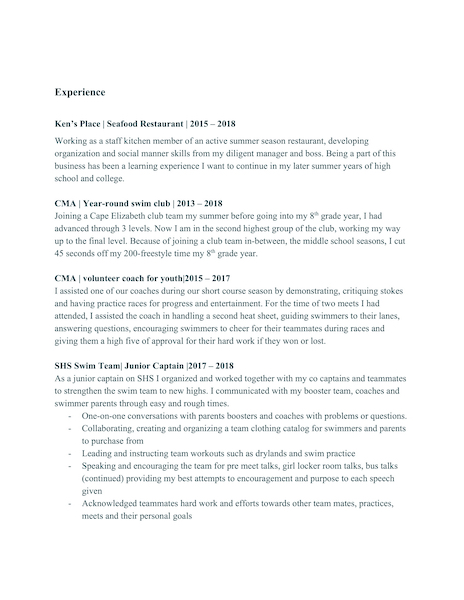 Experience
Ken's Place | Seafood Restaurant | 2015 – 2018
Working as a staff kitchen member of an active summer season restaurant, developing
organization and social manner skills from my diligent manager and boss. Being a part of this
business has been a learning experience I want to continue in my later summer years of high
school and college.
CMA | Year-round swim club | 2013 – 2018
Joining a Cape Elizabeth club team my summer before going into my 8th grade year, I had
advanced through 3 levels. Now I am in the second highest group of the club, working my way
up to the final level. Because of joining a club team in-between, the middle school seasons, I cut
45 seconds off my 200-freestyle time my 8th grade year.
CMA | volunteer coach for youth|2015 – 2017
I assisted one of our coaches during our short course season by demonstrating, critiquing stokes
and having practice races for progress and entertainment. For the time of two meets I had
attended, I assisted the coach in handling a second heat sheet, guiding swimmers to their lanes,
answering questions, encouraging swimmers to cheer for their teammates during races and
giving them a high five of approval for their hard work if they won or lost.
SHS Swim Team| Junior Captain |2017 – 2018
As a junior captain on SHS I organized and worked together with my co captains and teammates
to strengthen the swim team to new highs. I communicated with my booster team, coaches and
swimmer parents through easy and rough times.
- One-on-one conversations with parents boosters and coaches with problems or questions.
- Collaborating, creating and organizing a team clothing catalog for swimmers and parents
to purchase from
- Leading and instructing team workouts such as drylands and swim practice
- Speaking and encouraging the team for pre meet talks, girl locker room talks, bus talks
(continued) providing my best attempts to encouragement and purpose to each speech
given
- Acknowledged teammates hard work and efforts towards other team mates, practices,
meets and their personal goals